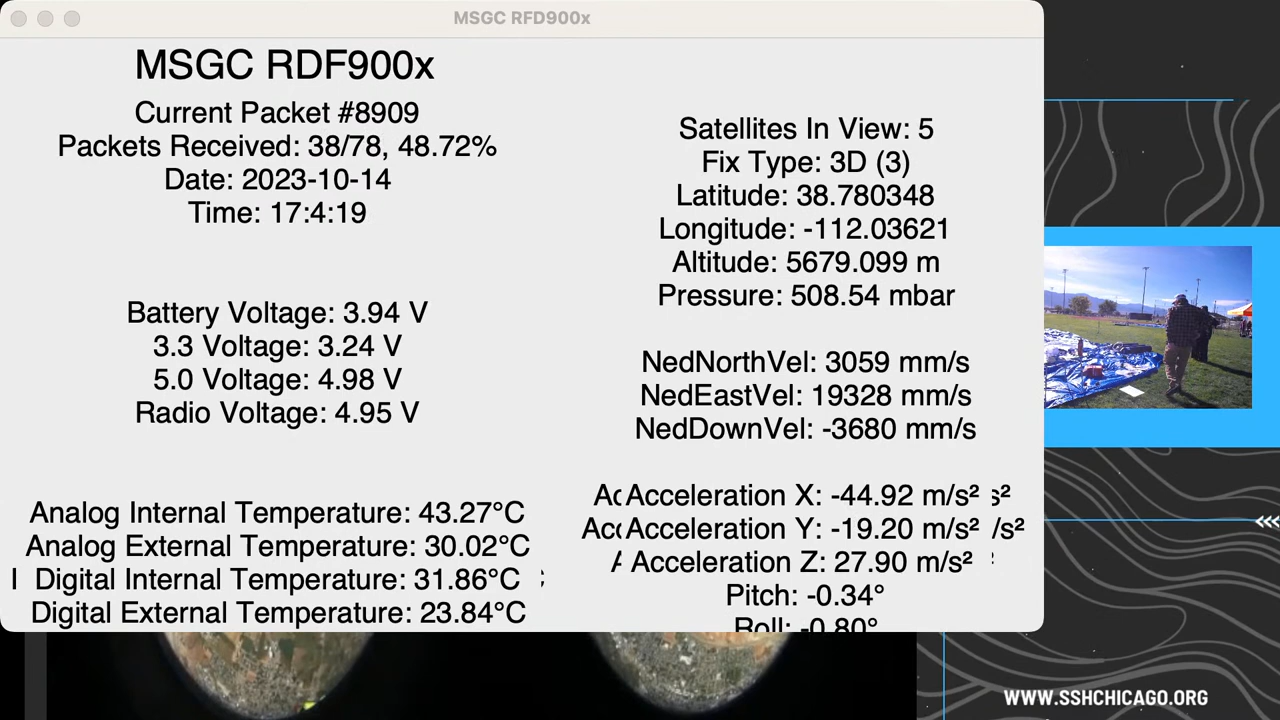 MSGC RFD900x
MSGC RDF900x
Current Packet #8909
Packets Received: 38/78, 48.72%
Date: 2023-10-14
Time: 17:4:19
Battery Voltage: 3.94 V
3.3 Voltage: 3.24 V
5.0 Voltage: 4.98 V
Radio Voltage: 4.95 V
Analog Internal Temperature: 43.27°C
Analog External Temperature: 30.02°C
Digital Internal Temperature: 31.86°C
Digital External Temperature: 23.84°C
Satellites In View: 5
Fix Type: 3D (3)
Latitude: 38.780348
Longitude: -112.03621
Altitude: 5679.099 m
Pressure: 508.54 mbar
NedNorthVel: 3059 mm/s
NedEastVel: 19328 mm/s
NedDownVel: -3680 mm/s
Acceleration X: -44.92 m/s²
Acceleration Y: -19.20 m/s²
Acceleration Z: 27.90 m/s²
Pitch: -0.34°
Roll: -0.80°
WWW.SSHCHICAGO.ORG